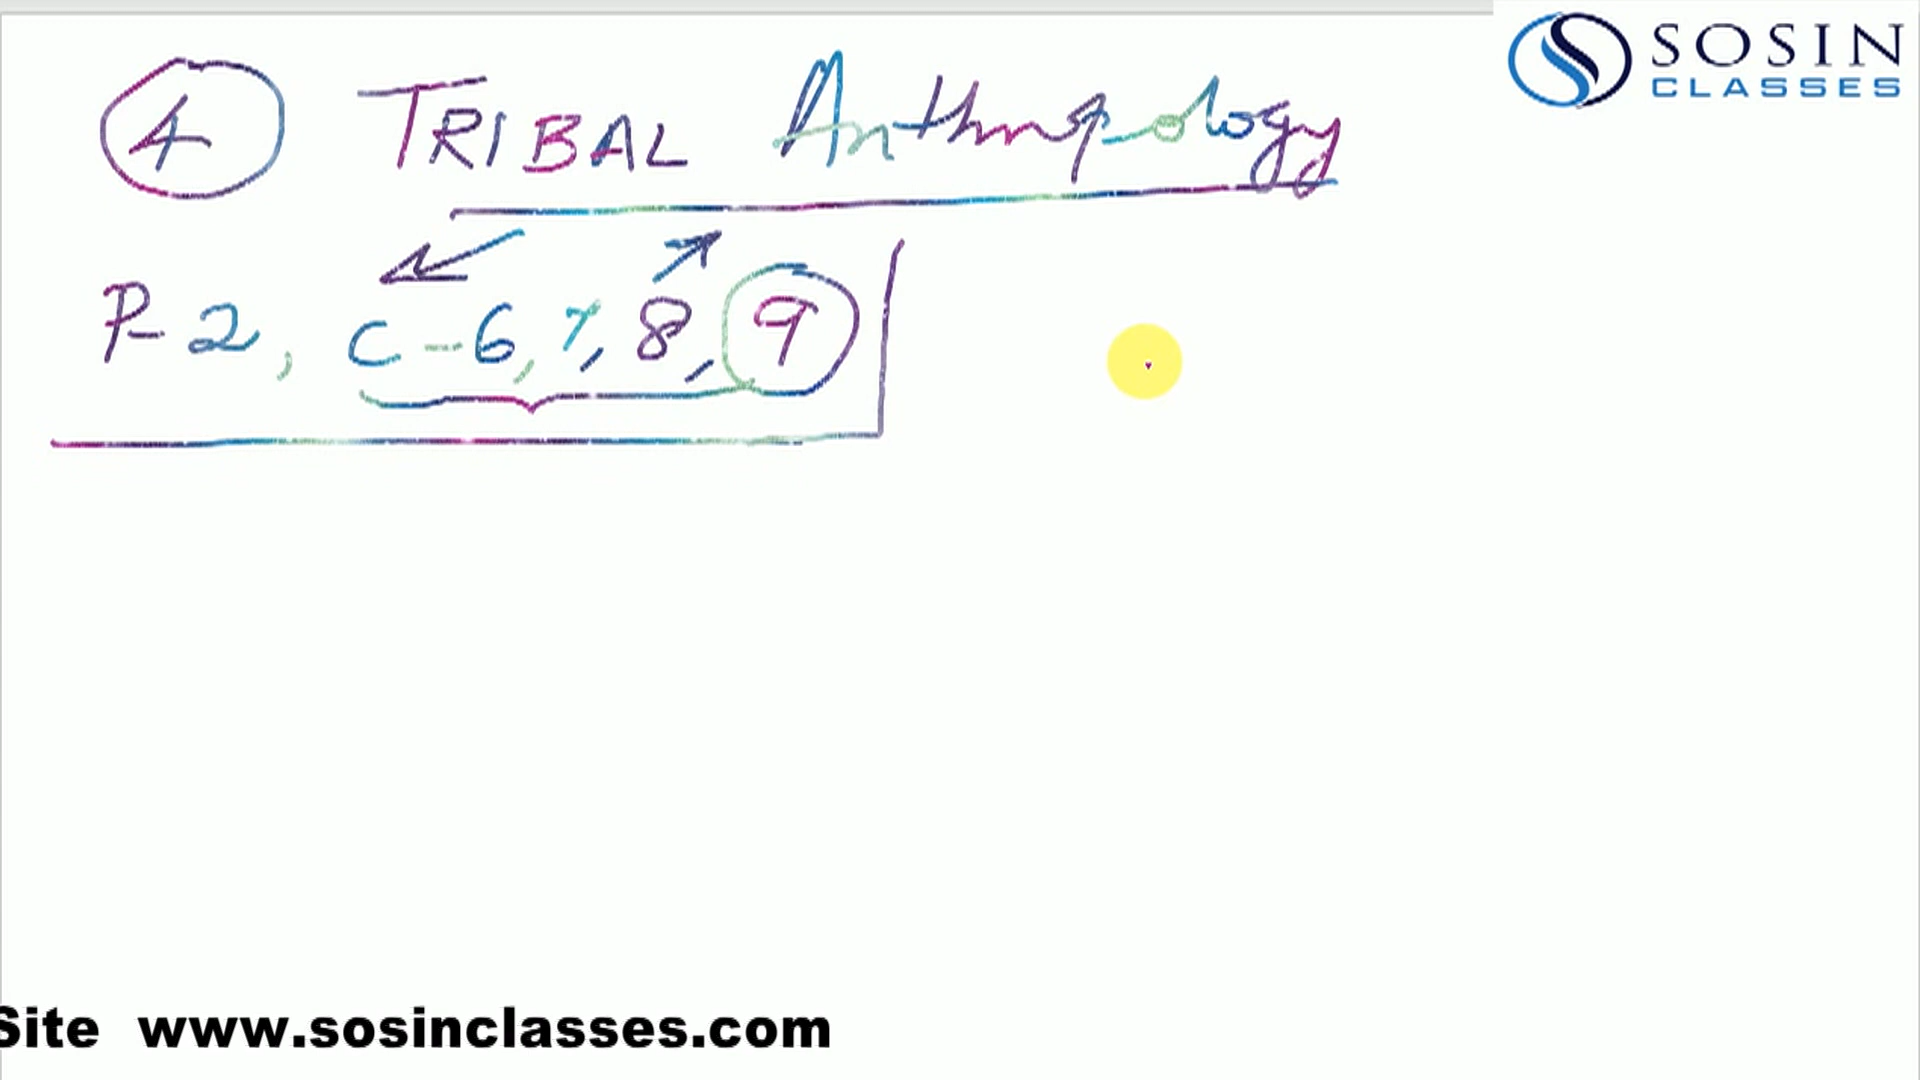 SOSIN
CLASSES
4 TRIBAL Anthropology
P-2, C-6, 7, 8, 9
Site www.sosinclasses.com